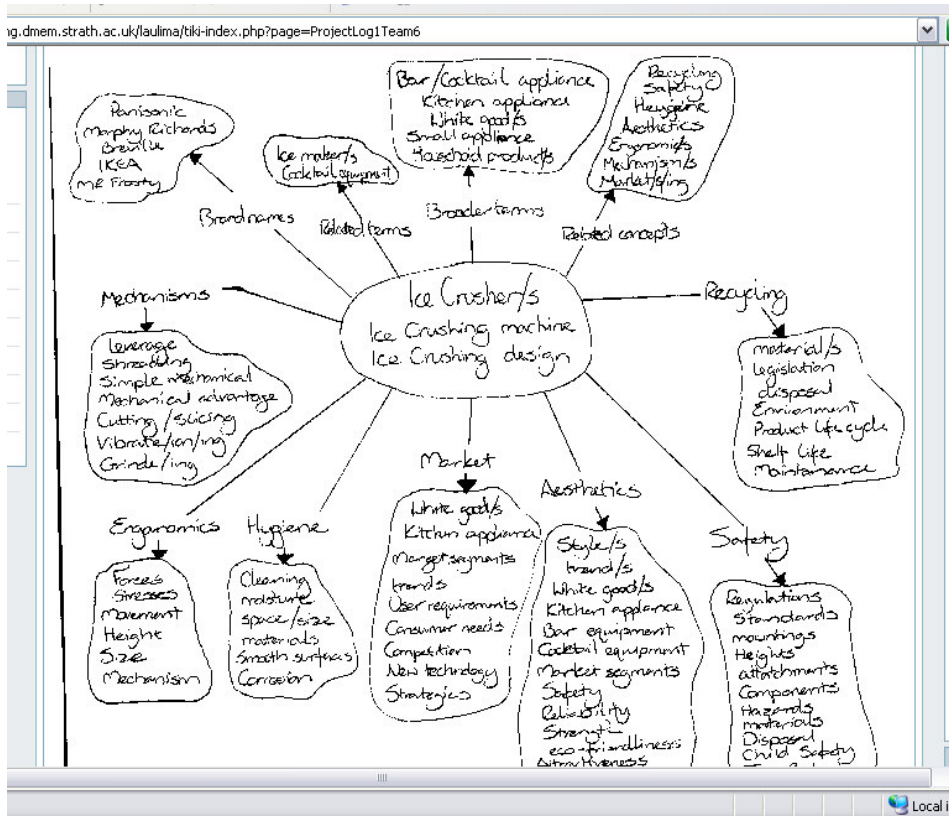 ng.dmem.strath.ac.uk/laulima/tiki-index.php?page=ProjectLog1Team6
Panisonic
Morphy Richards
Breville
IKEA
MR Frosty
Brand names
Ice maker/s
Cocktail equipment
Related terms
Bar/Cocktail appliance
Kitchen appliance
White good/s
Small appliance
Household product/s
Broader terms
Recycling
Safety
Heygine
Aesthetics
Ergonomic/s
Mechanism/s
Market/s/ing
Related concepts
Ice Crusher/s
Ice Crushing machine
Ice Crushing design
Mechanisms
leverage
Shredding
Simple mechanical
Mechanical advantage
Cutting/slicing
Vibrate/ion/ing
Grinde/ing
Recycling
material/s
legislation
disposal
Environment
Product life cycle
Shelf Life
Maintanance
Ergonomics
Forces
Stresses
Movement
Height
Size
Mechanism
Hygiene
Cleaning
moisture
space/size
materials
Smooth surfaces
Corrosion
Market
White good/s
Kitchen appliance
Market segments
trends
User requirements
Consumer needs
Competition
New technology
Strategies
Aesthetics
Style/s
trend/s
White good/s
Kitchen appliance
Bar equipment
Cocktail equipment
Market segments
Safety
Reliability
Strength
eco-friendliness
Attractiveness
Safety
Regulations
Standards
mountings
Heights
attatchments
Components
Hazards
materials
Disposal
Child Safety
Local i